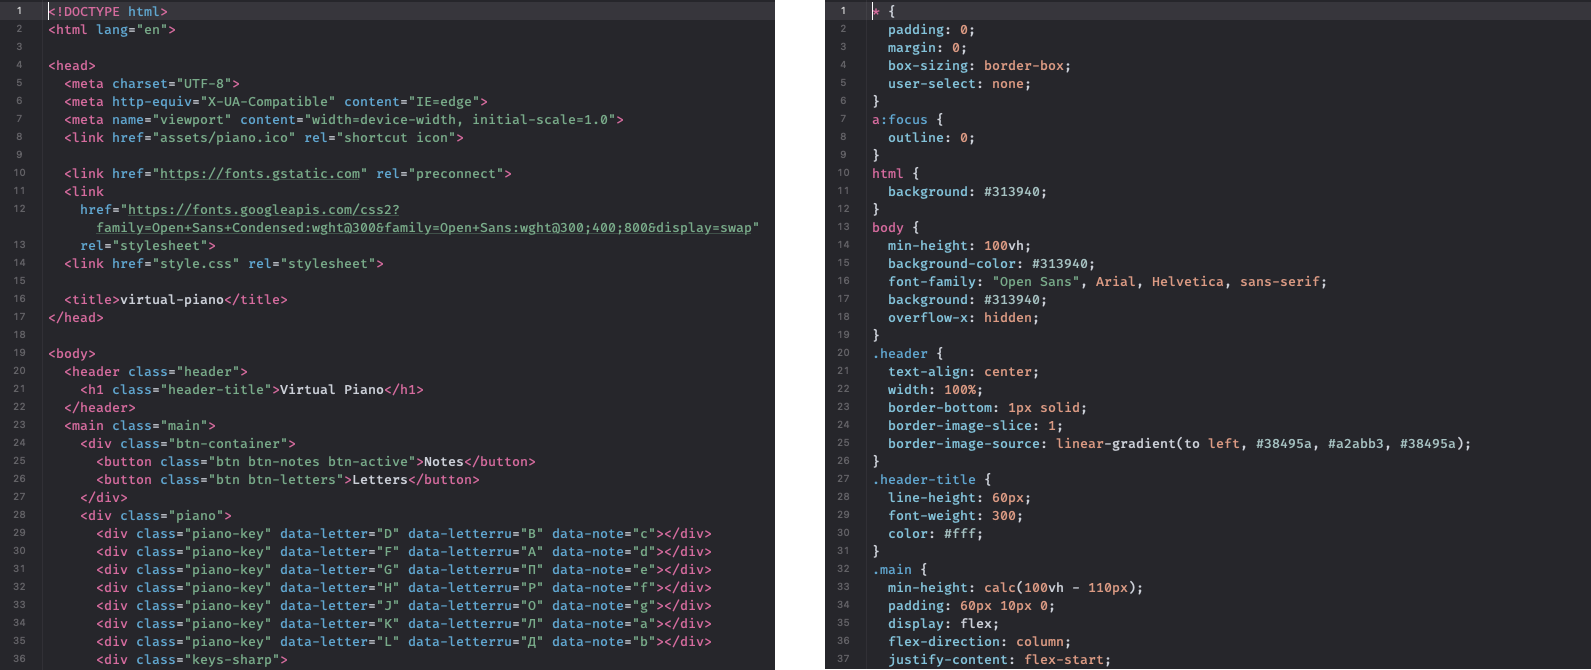 1 <!DOCTYPE html>
2 <html lang="en">
3
4 <head>
5 <meta charset="UTF-8">
6 <meta http-equiv="X-UA-Compatible" content="IE=edge">
7 <meta name="viewport" content="width=device-width, initial-scale=1.0">
8 <link href="assets/piano.ico" rel="shortcut icon">
9
10 <link href="https://fonts.gstatic.com" rel="preconnect">
11 <link
12 href="https://fonts.googleapis.com/css2?
family=Open+Sans+Condensed:wght@300&family=Open+Sans:wght@300;400;800&display=swap"
13 rel="stylesheet">
14 <link href="style.css" rel="stylesheet">
15
16 <title>virtual-piano</title>
17 </head>
18
19 <body>
20 <header class="header">
21 <h1 class="header-title">Virtual Piano</h1>
22 </header>
23 <main class="main">
24 <div class="btn-container">
25 <button class="btn btn-notes btn-active">Notes</button>
26 <button class="btn btn-letters">Letters</button>
27 </div>
28 <div class="piano">
29 <div class="piano-key" data-letter="D" data-letterru="В" data-note="c"></div>
30 <div class="piano-key" data-letter="F" data-letterru="А" data-note="d"></div>
31 <div class="piano-key" data-letter="G" data-letterru="П" data-note="e"></div>
32 <div class="piano-key" data-letter="H" data-letterru="Р" data-note="f"></div>
33 <div class="piano-key" data-letter="J" data-letterru="О" data-note="g"></div>
34 <div class="piano-key" data-letter="K" data-letterru="Л" data-note="a"></div>
35 <div class="piano-key" data-letter="L" data-letterru="Д" data-note="b"></div>
36 <div class="keys-sharp">
1 * {
2 padding: 0;
3 margin: 0;
4 box-sizing: border-box;
5 user-select: none;
6 }
7 a:focus {
8 outline: 0;
9 }
10 html {
11 background: #313940;
12 }
13 body {
14 min-height: 100vh;
15 background-color: #313940;
16 font-family: "Open Sans", Arial, Helvetica, sans-serif;
17 background: #313940;
18 overflow-x: hidden;
19 }
20 .header {
21 text-align: center;
22 width: 100%;
23 border-bottom: 1px solid;
24 border-image-slice: 1;
25 border-image-source: linear-gradient(to left, #38495a, #a2abb3, #38495a);
26 }
27 .header-title {
28 line-height: 60px;
29 font-weight: 300;
30 color: #fff;
31 }
32 .main {
33 min-height: calc(100vh - 110px);
34 padding: 60px 10px 0;
35 display: flex;
36 flex-direction: column;
37 justify-content: flex-start;